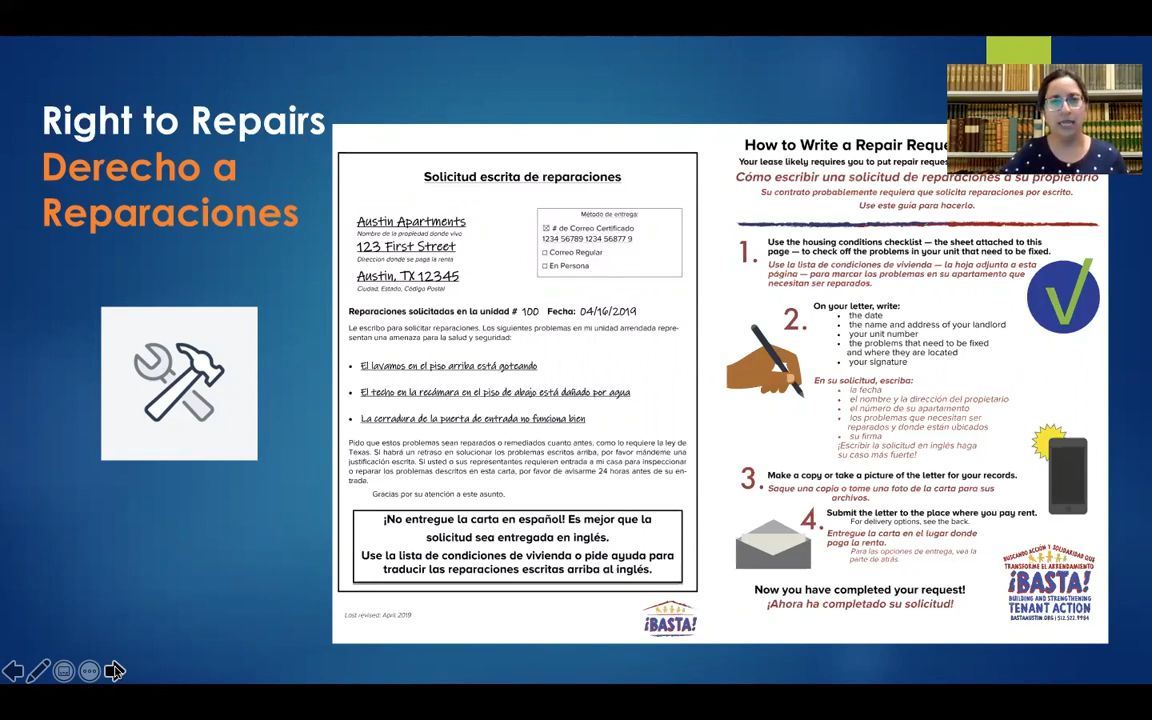 Right to Repairs
Derecho a
Reparaciones
Solicitud escrita de reparaciones
Austin Apartments
Nombre de la propiedad donde vive
123 First Street
Direccion donde se paga la renta
Austin, TX 12345
Ciudad, Estado, Código Postal
Método de entrega:
☒ # de Correo Certificado
1234 56789 1234 56877 9
☐ Correo Regular
☐ En Persona
Reparaciones solicitadas en la unidad # 100 Fecha: 04/16/2019
Le escribo para solicitar reparaciones. Los siguientes problemas en mi unidad arrendada repre-
sentan una amenaza para la salud y seguridad:
• El lavamos en el piso arriba está goteando
• El techo en la recámara en el piso de abajo está dañado por agua
• La cerradura de la puerta de entrada no funciona bien
Pido que estos problemas sean reparados o remediados cuanto antes, como lo requiere la ley de
Texas. Si habrá un retraso en solucionar los problemas escritos arriba, por favor mándeme una
justificación escrita. Si usted o sus representantes requieren entrada a mi casa para inspeccionar
o reparar los problemas descritos en esta carta, por favor de avisarme 24 horas antes de su en-
trada.
Gracias por su atención a este asunto.
¡No entregue la carta en español! Es mejor que la
solicitud sea entregada en inglés.
Use la lista de condiciones de vivienda o pide ayuda para
traducir las reparaciones escritas arriba al inglés.
Last revised: April, 2019
¡BASTA!
How to Write a Repair Reque
Your lease likely requires you to put repair reques
Cómo escribir una solicitud de reparaciones a su propietario
Su contrato probablemente requiera que solicita reparaciones por escrito.
Use este guía para hacerlo.
1. Use the housing conditions checklist — the sheet attached to this
page — to check off the problems in your unit that need to be fixed.
Use la lista de condiciones de vivienda — la hoja adjunta a esta
página — para marcar los problemas en su apartamento que
necesitan ser reparados.
2. On your letter, write:
• the date
• the name and address of your landlord
• your unit number
• the problems that need to be fixed
and where they are located
• your signature
En su solicitud, escriba:
• la fecha
• el nombre y la dirección del propietario
• el número de su apartamento
• los problemas que necesitan ser
reparados y donde están ubicados
• su firma
¡Escribir la solicitud en inglés haga
su caso más fuerte!
3. Make a copy or take a picture of the letter for your records.
Saque una copia o tome una foto de la carta para sus
archivos.
4. Submit the letter to the place where you pay rent.
For delivery options, see the back.
Entregue la carta en el lugar donde
paga la renta.
Para las opciones de entrega, vea la
parte de atrás.
Now you have completed your request!
¡Ahora ha completado su solicitud!
BUSCANDO ACCIÓN Y SOLIDARIDAD QUE
TRANSFORME EL ARRENDAMIENTO
¡BASTA!
BUILDING AND STRENGTHENING
TENANT ACTION
BASTAAUSTIN.ORG | 512.522.9984